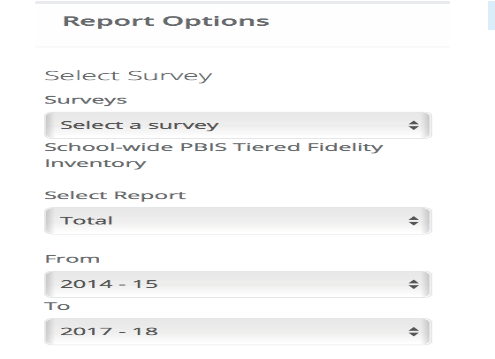 Report Options
Select Survey
Surveys
Select a survey
School-wide PBIS Tiered Fidelity
Inventory
Select Report
Total
From
2014 - 15
To
2017 - 18